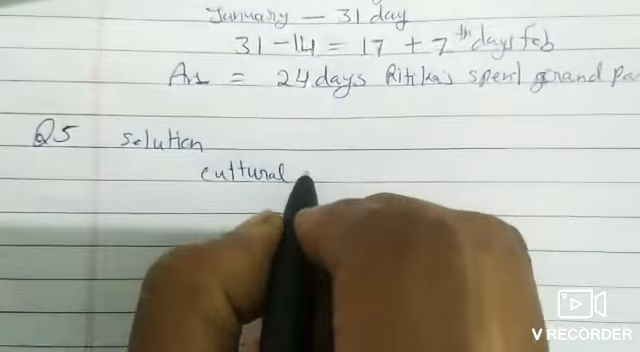 January - 31 day
31 - 14 = 17 + 7th days feb
Ans = 24 days Ritika's spent grand Pa
Q5 solution
cultural
V RECORDER